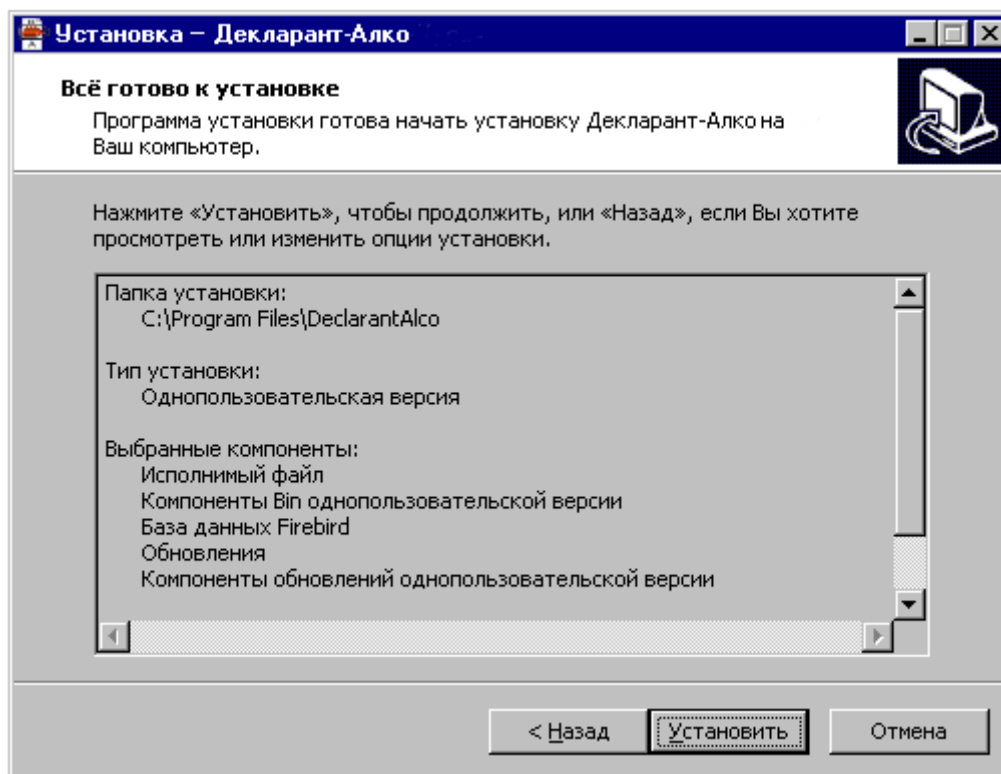 Установка – Декларант-Алко
Всё готово к установке
Программа установки готова начать установку Декларант-Алко на
Ваш компьютер.
Нажмите «Установить», чтобы продолжить, или «Назад», если Вы хотите
просмотреть или изменить опции установки.
Папка установки:
C:\Program Files\DeclarantAlco
Тип установки:
Однопользовательская версия
Выбранные компоненты:
Исполнимый файл
Компоненты Bin однопользовательской версии
База данных Firebird
Обновления
Компоненты обновлений однопользовательской версии
< Назад
Установить
Отмена